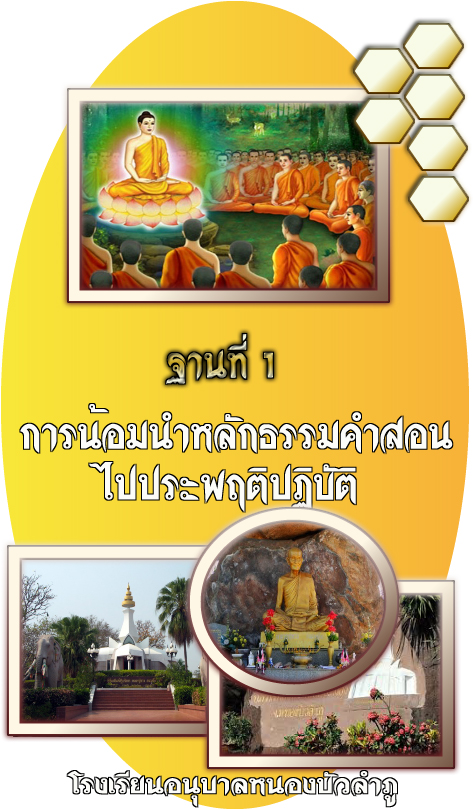 ฐานที่ 1
การน้อมนำหลักธรรมคำสอน
ไปประพฤติปฏิบัติ
โรงเรียนอนุบาลหนองบัวลำภู